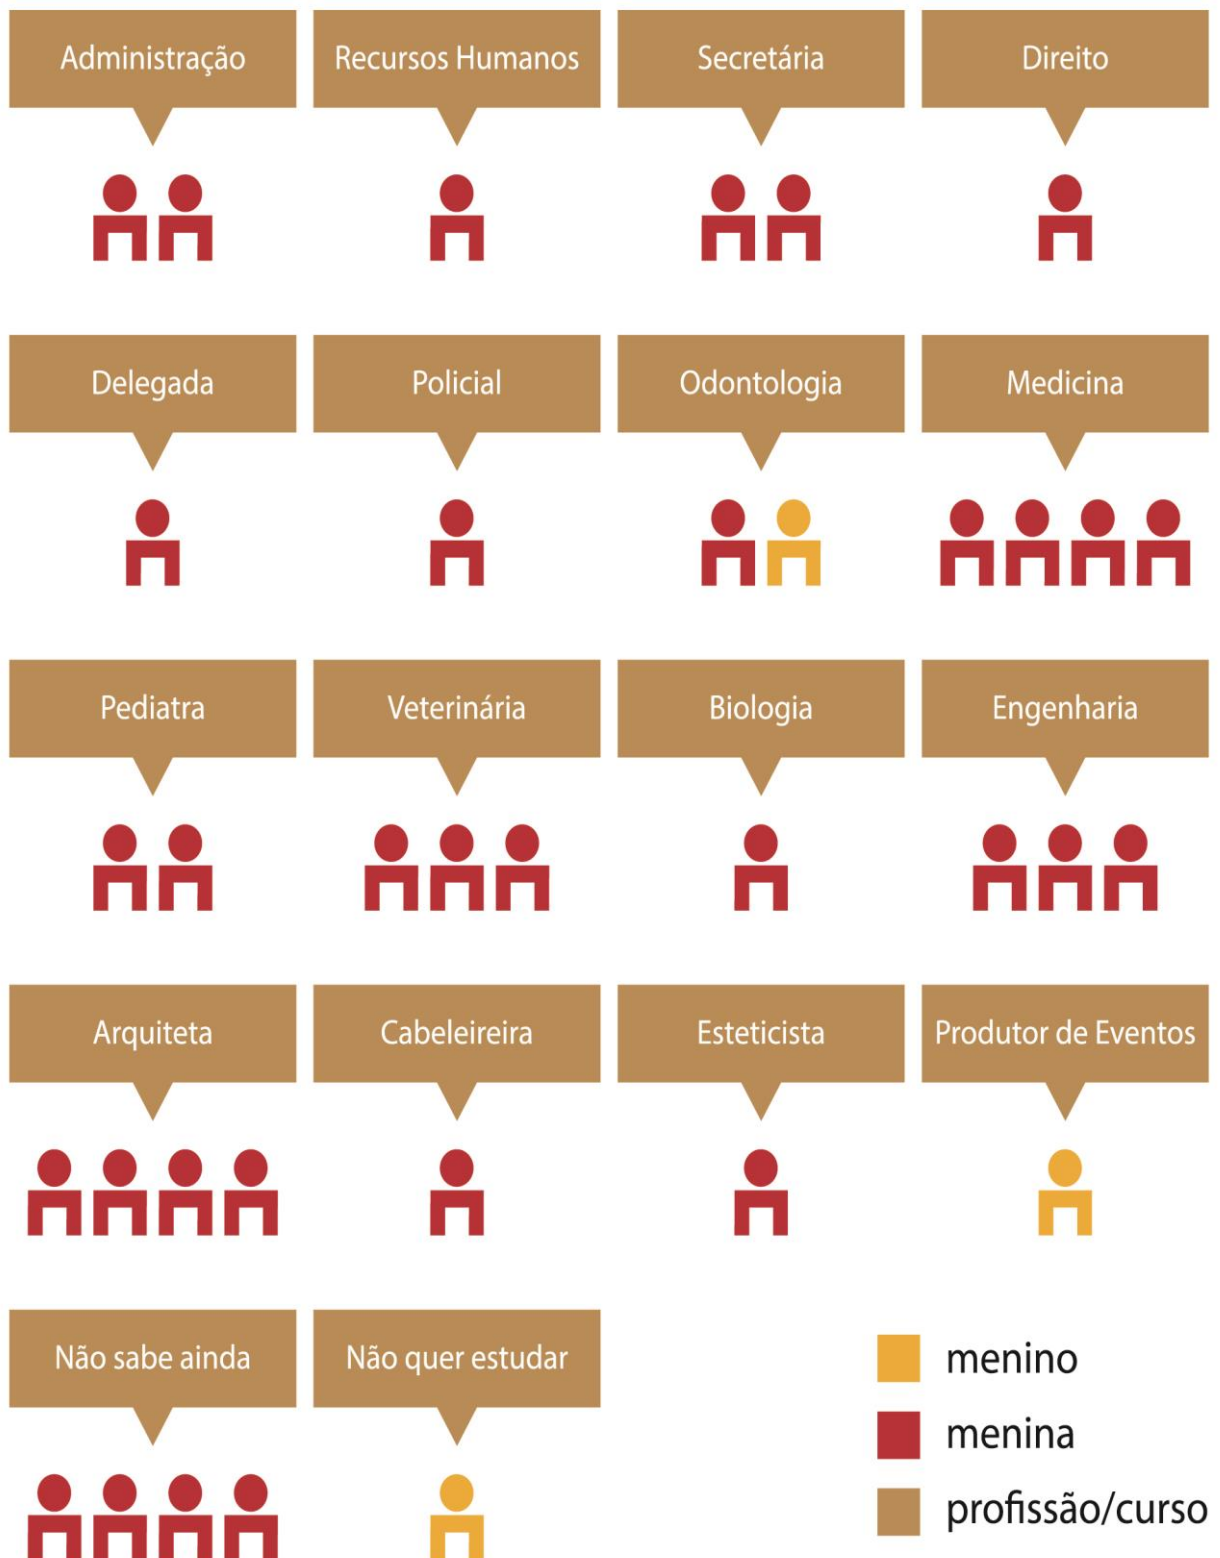 Administração
Recursos Humanos
Secretária
Direito
Delegada
Policial
Odontologia
Medicina
Pediatra
Veterinária
Biologia
Engenharia
Arquiteta
Cabeleireira
Esteticista
Produtor de Eventos
Não sabe ainda
Não quer estudar
menino
menina
profissão/curso